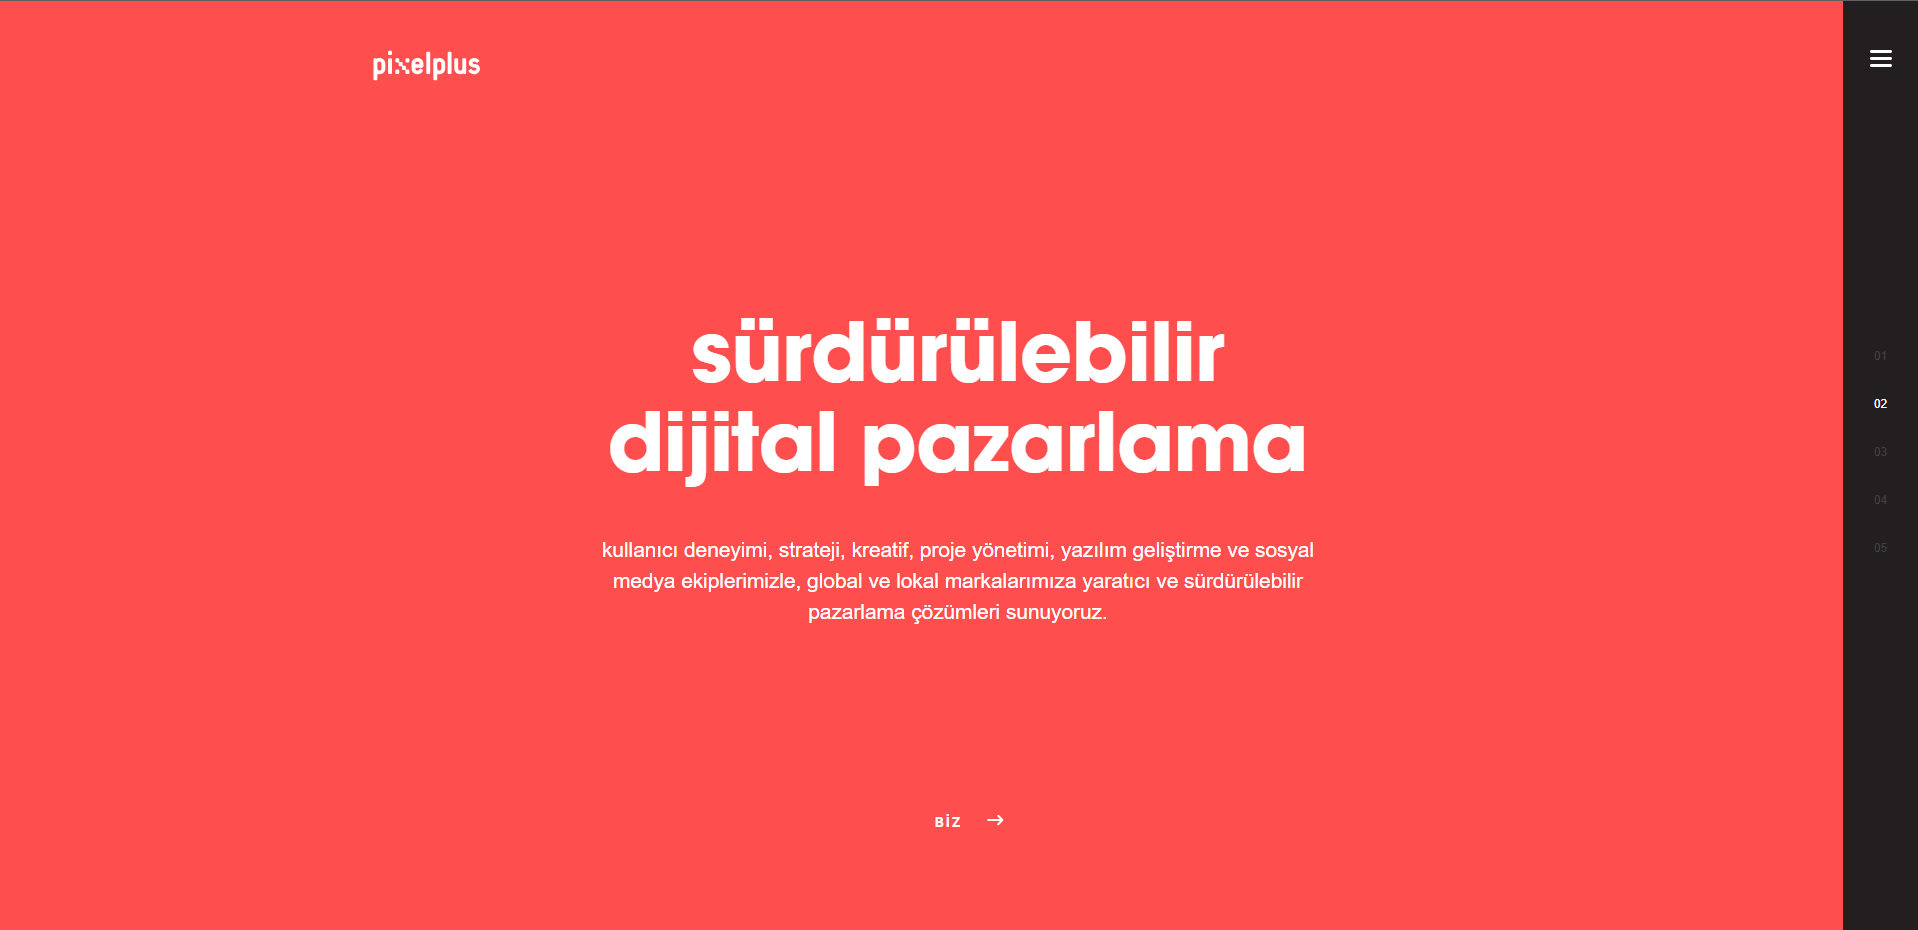 pixelplus
sürdürülebilir
dijital pazarlama
kullanıcı deneyimi, strateji, kreatif, proje yönetimi, yazılım geliştirme ve sosyal
medya ekiplerimizle, global ve lokal markalarımıza yaratıcı ve sürdürülebilir
pazarlama çözümleri sunuyoruz.
BİZ
01
02
03
04
05